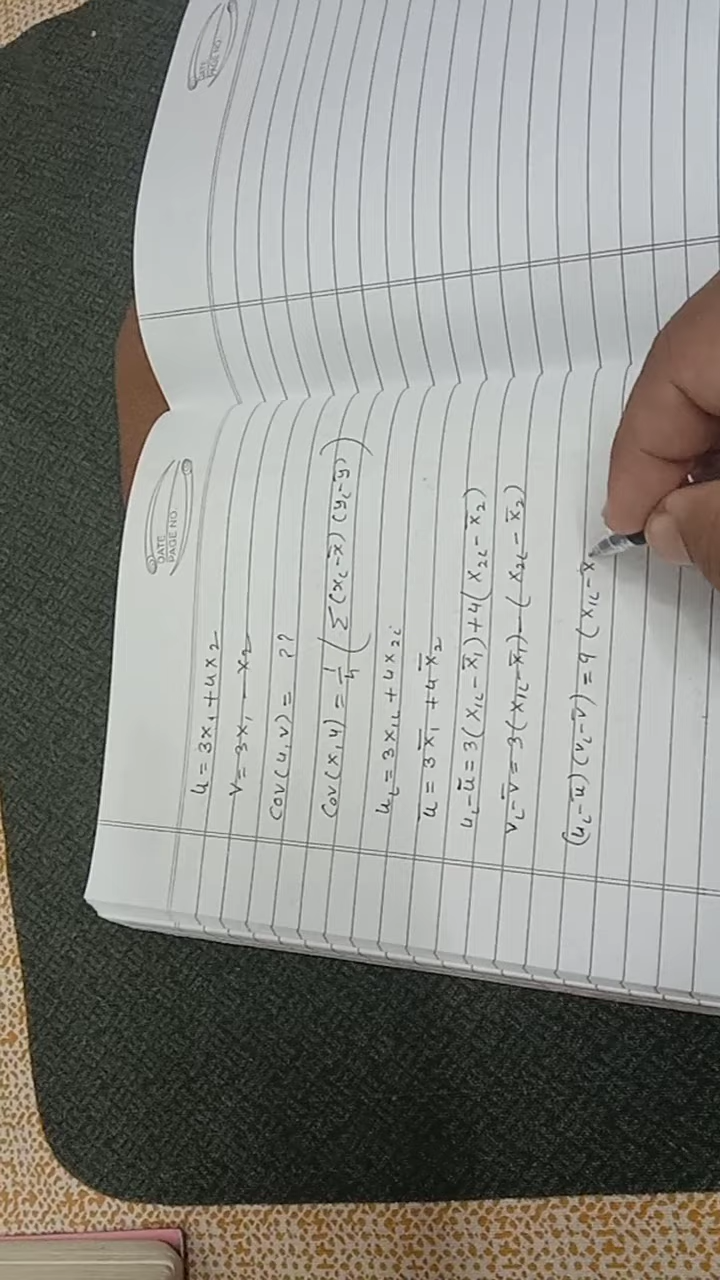 DATE
PAGE NO
DATE
PAGE NO
u = 3x₁ + 4x₂
v = 3x₁ - x₂
cov(u,v) = ??
cov(x,y) = 1/n ( Σ(xᵢ-x̄)(yᵢ-ȳ) )
uᵢ = 3x₁ᵢ + 4x₂ᵢ
ū = 3x̄₁ + 4x̄₂
uᵢ-ū = 3(x₁ᵢ-x̄₁)+4(x₂ᵢ-x̄₂)
vᵢ-v̄ = 3(x₁ᵢ-x̄₁)-(x₂ᵢ-x̄₂)
(uᵢ-ū)(vᵢ-v̄) = 9(x₁ᵢ-x̄